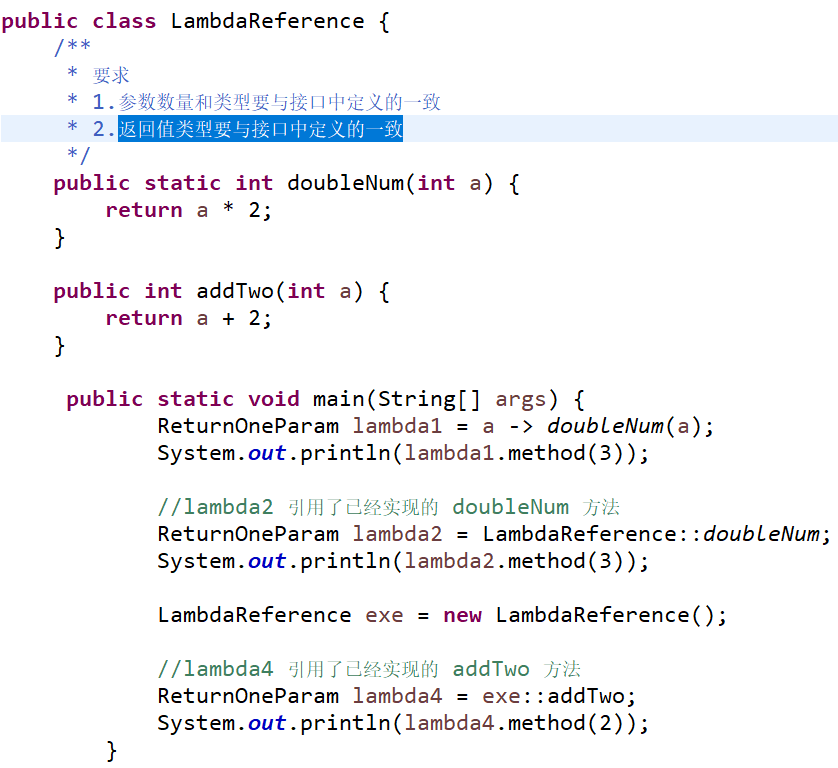 public class LambdaReference {
/**
* 要求
* 1.参数数量和类型要与接口中定义的一致
* 2.返回值类型要与接口中定义的一致
*/
public static int doubleNum(int a) {
return a * 2;
}
public int addTwo(int a) {
return a + 2;
}
public static void main(String[] args) {
ReturnOneParam lambda1 = a -> doubleNum(a);
System.out.println(lambda1.method(3));
//lambda2 引用了已经实现的 doubleNum 方法
ReturnOneParam lambda2 = LambdaReference::doubleNum;
System.out.println(lambda2.method(3));
LambdaReference exe = new LambdaReference();
//lambda4 引用了已经实现的 addTwo 方法
ReturnOneParam lambda4 = exe::addTwo;
System.out.println(lambda4.method(2));
}